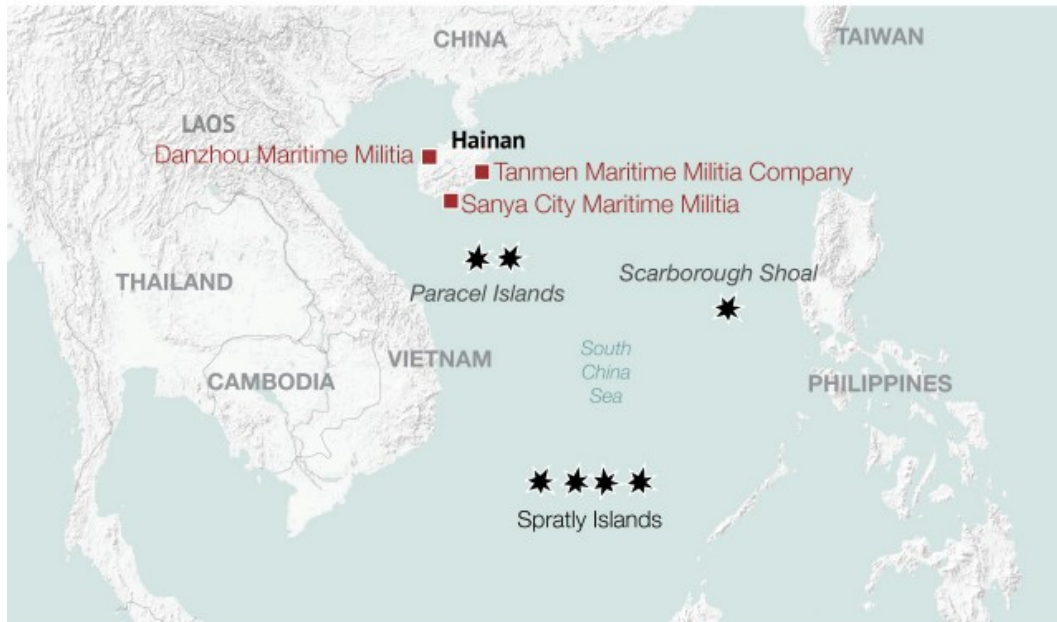 CHINA
TAIWAN
LAOS
Hainan
Danzhou Maritime Militia
Tanmen Maritime Militia Company
Sanya City Maritime Militia
THAILAND
Paracel Islands
Scarborough Shoal
VIETNAM
South
China
Sea
CAMBODIA
PHILIPPINES
Spratly Islands